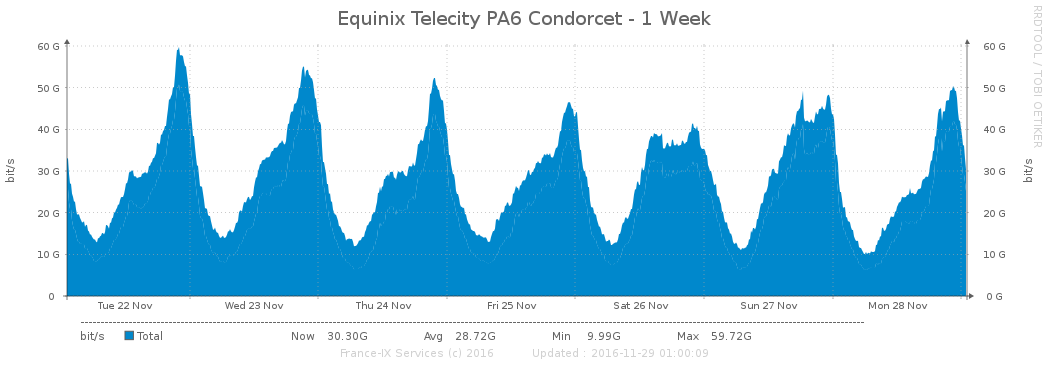 Equinix Telecity PA6 Condorcet - 1 Week
RRDTOOL / TOBI OETIKER
60 G 60 G
50 G 50 G
40 G 40 G
30 G 30 G
20 G 20 G
10 G 10 G
0 0 G
bit/s bit/s
Tue 22 Nov Wed 23 Nov Thu 24 Nov Fri 25 Nov Sat 26 Nov Sun 27 Nov Mon 28 Nov
bit/s Total Now 30.30G Avg 28.72G Min 9.99G Max 59.72G
France-IX Services (c) 2016 Updated : 2016-11-29 01:00:09